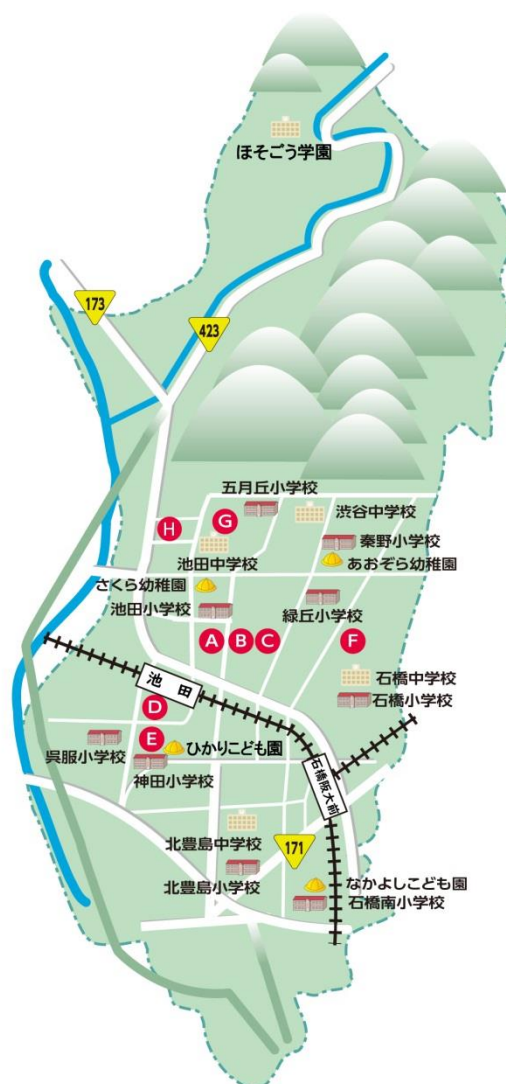 ほそごう学園
173
423
五月丘小学校
渋谷中学校
H
G
秦野小学校
池田中学校
あおぞら幼稚園
さくら幼稚園
池田小学校
緑丘小学校
A
B
C
F
石橋中学校
池田
石橋小学校
D
E
ひかりこども園
呉服小学校
神田小学校
石橋阪大前
北豊島中学校
171
北豊島小学校
なかよしこども園
石橋南小学校